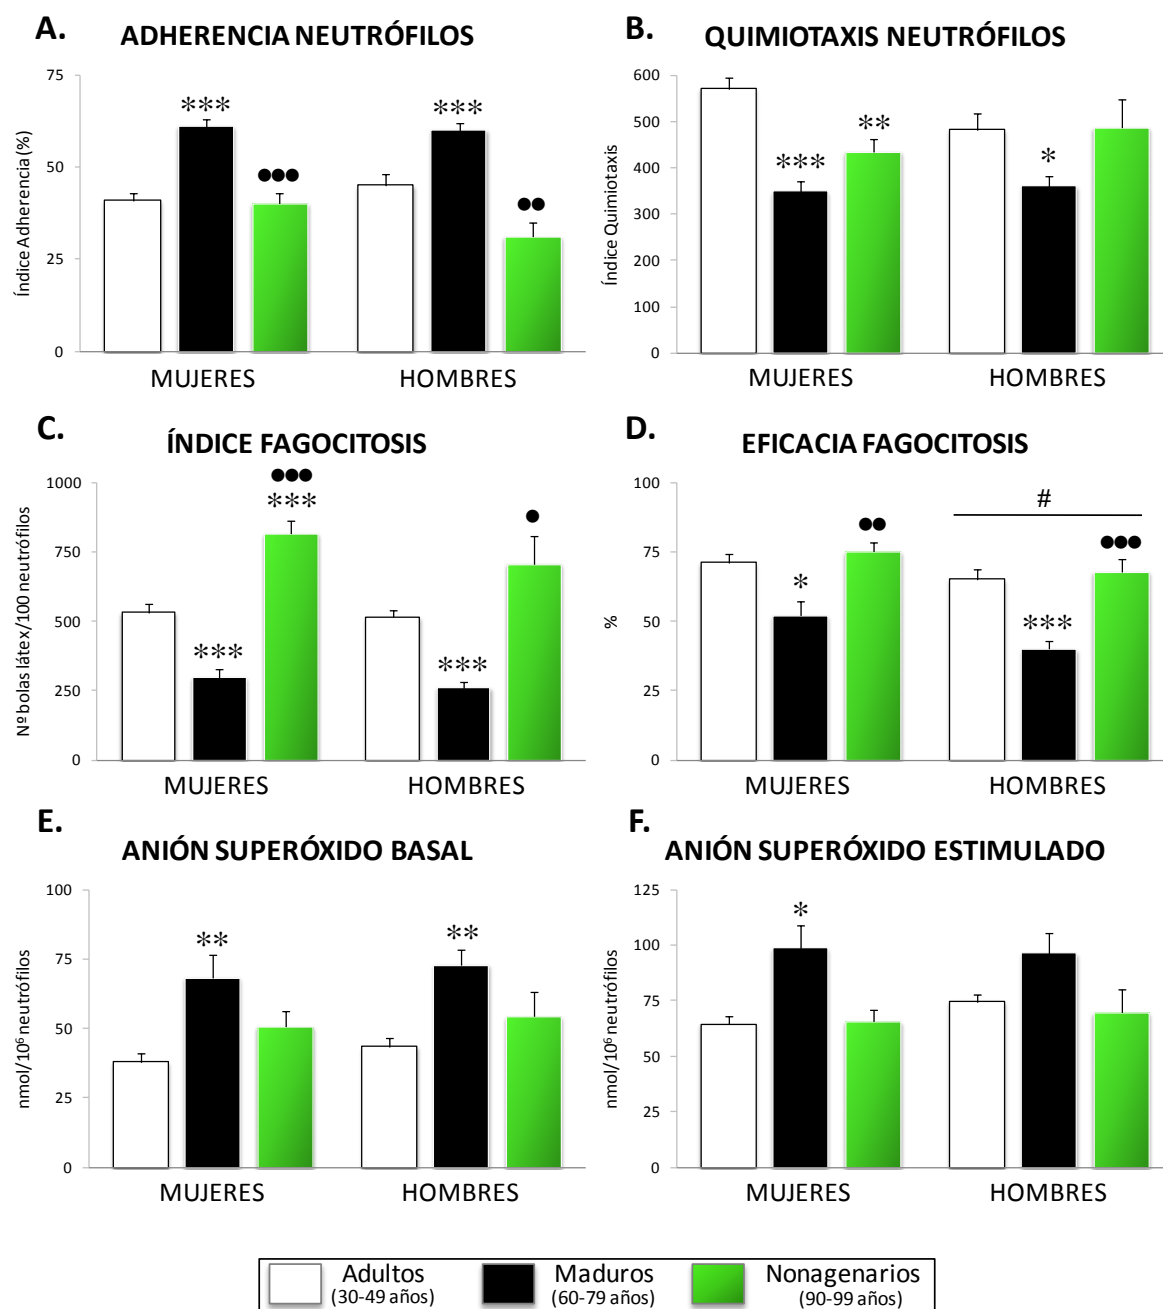 A.
ADHERENCIA NEUTRÓFILOS
Índice Adherencia (%)
75
50
25
0
***
●●●
***
●●
MUJERES
HOMBRES
B.
QUIMIOTAXIS NEUTRÓFILOS
Índice Quimiotaxis
600
500
400
300
200
100
0
***
**
*
MUJERES
HOMBRES
C.
ÍNDICE FAGOCITOSIS
Nº bolas látex/100 neutrófilos
1000
750
500
250
0
***
●●●
***
***
●
MUJERES
HOMBRES
D.
EFICACIA FAGOCITOSIS
%
100
75
50
25
0
*
●●
#
***
●●●
MUJERES
HOMBRES
E.
ANIÓN SUPERÓXIDO BASAL
nmol/10⁶ neutrófilos
100
75
50
25
0
**
**
MUJERES
HOMBRES
F.
ANIÓN SUPERÓXIDO ESTIMULADO
nmol/10⁶ neutrófilos
125
100
75
50
25
0
*
MUJERES
HOMBRES
Adultos
(30-49 años)
Maduros
(60-79 años)
Nonagenarios
(90-99 años)